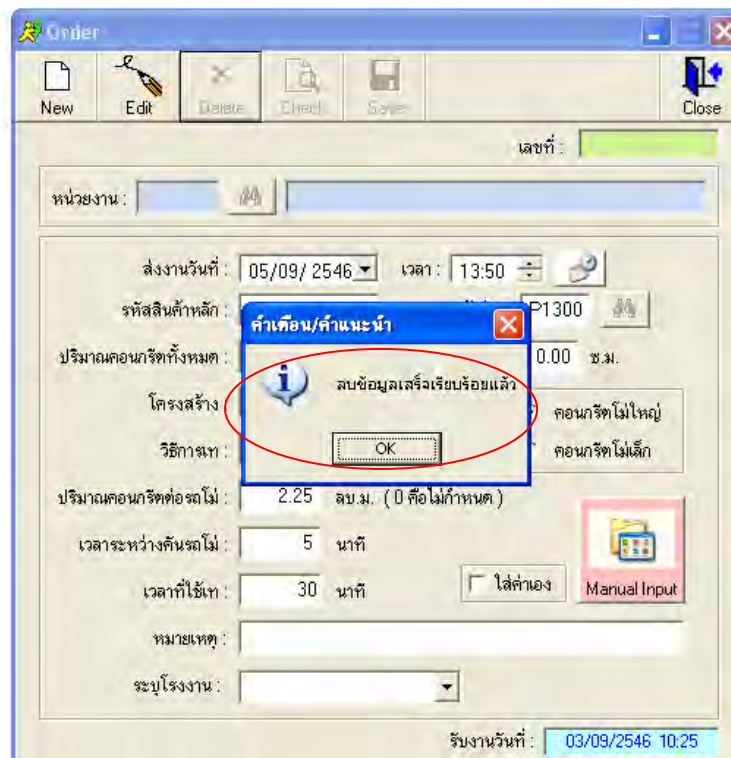 Order
New Edit Delete Check Save Close
เลขที่ :
หน่วยงาน :
ส่งงานวันที่ : 05/09/ 2546 เวลา : 13:50
รหัสสินค้าหลัก : P1300
คำเตือน/คำแนะนำ
ปริมาณคอนกรีตทั้งหมด : 0.00 ช.ม.
ลบข้อมูลเสร็จเรียบร้อยแล้ว
โครงสร้าง คอนกรีตโม่ใหญ่
OK
วิธีการเท : คอนกรีตโม่เล็ก
ปริมาณคอนกรีตต่อรถโม่ : 2.25 ลบ.ม. ( 0 คือไม่กำหนด )
เวลาระหว่างคันรถโม่ : 5 นาที
เวลาที่ใช้เท : 30 นาที ใส่ค่าเอง Manual Input
หมายเหตุ :
ระบุโรงงาน :
รับงานวันที่ : 03/09/2546 10:25